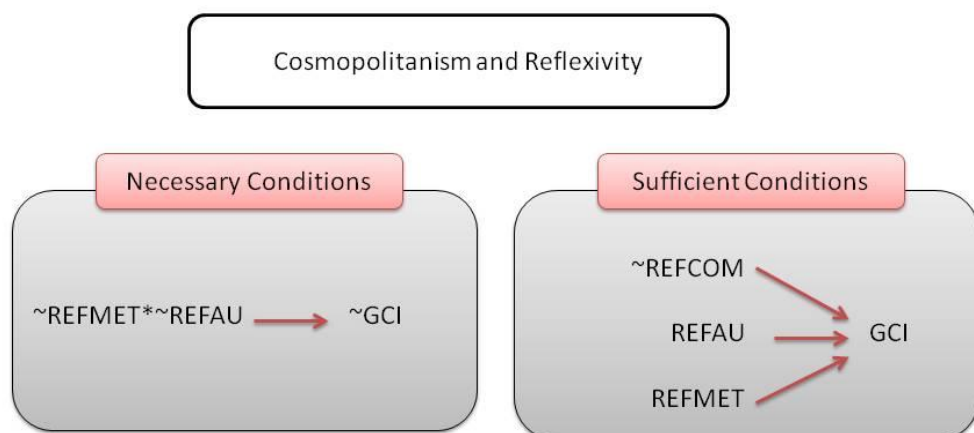 Cosmopolitanism and Reflexivity
Necessary Conditions
~REFMET*~REFAU
~GCI
Sufficient Conditions
~REFCOM
REFAU
GCI
REFMET